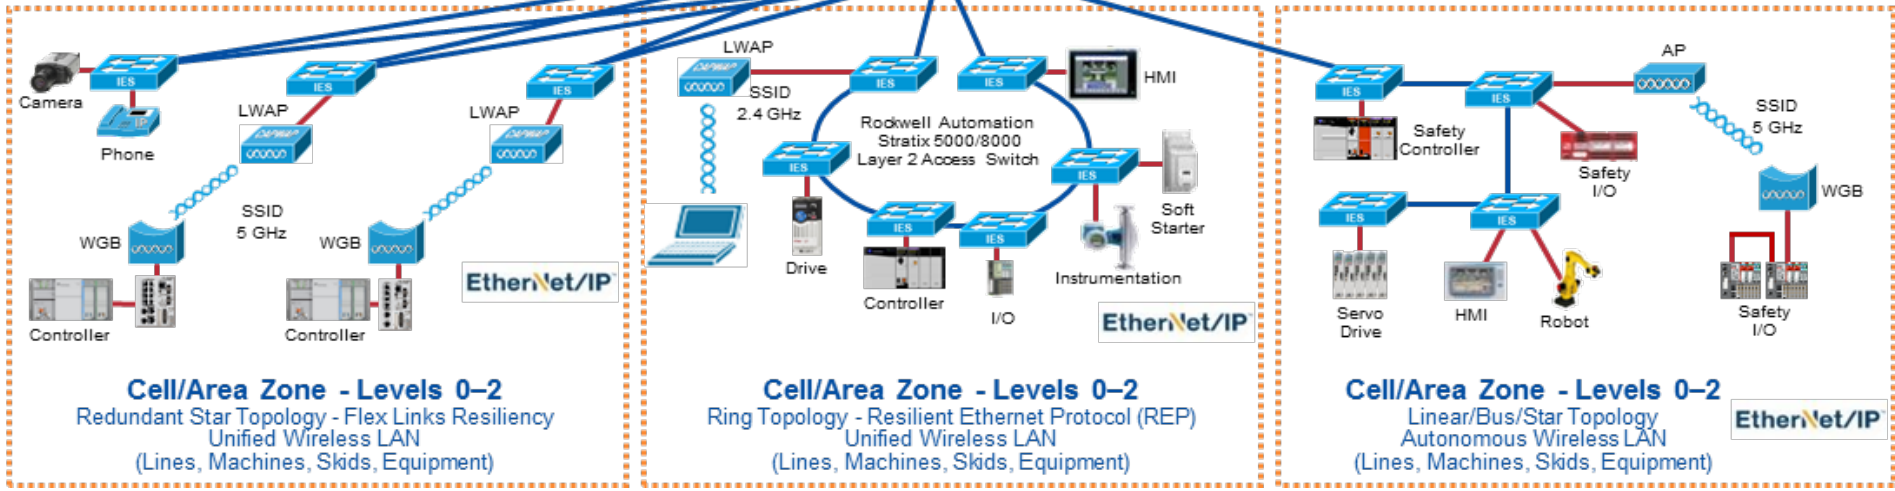 IES
Camera
Phone
IES
LWAP
CAPWAP
IES
LWAP
CAPWAP
SSID
5 GHz
WGB
WGB
Controller
Controller
EtherNet/IP™
Cell/Area Zone - Levels 0–2
Redundant Star Topology - Flex Links Resiliency
Unified Wireless LAN
(Lines, Machines, Skids, Equipment)
LWAP
CAPWAP
SSID
2.4 GHz
IES
IES
HMI
Rockwell Automation
Stratix 5000/8000
Layer 2 Access Switch
IES
IES
Soft
Starter
Drive
IES
IES
Controller
I/O
Instrumentation
EtherNet/IP™
Cell/Area Zone - Levels 0–2
Ring Topology - Resilient Ethernet Protocol (REP)
Unified Wireless LAN
(Lines, Machines, Skids, Equipment)
IES
IES
AP
SSID
5 GHz
Safety
Controller
Safety
I/O
WGB
IES
IES
Servo
Drive
HMI
Robot
Safety
I/O
Cell/Area Zone - Levels 0–2
Linear/Bus/Star Topology
Autonomous Wireless LAN
(Lines, Machines, Skids, Equipment)
EtherNet/IP™